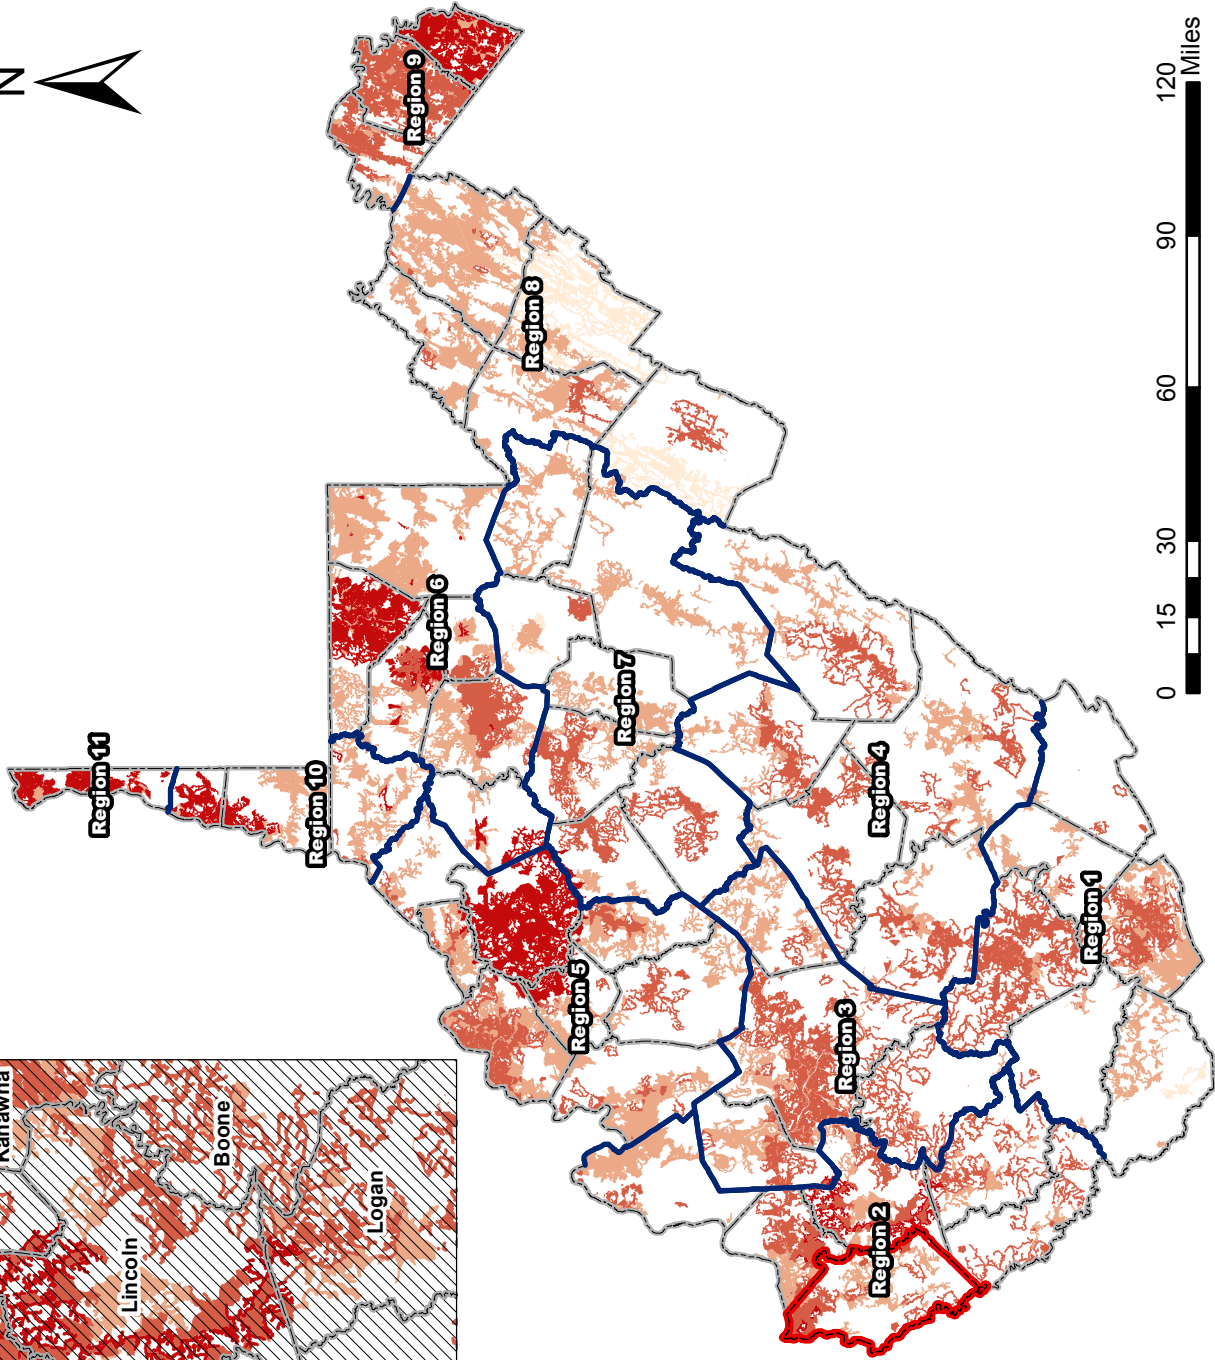 N
Region 9
Region 8
Region 11
Region 10
Region 6
Region 7
Region 4
Region 5
Region 3
Region 1
Region 2
Kanawha
Boone
Lincoln
Logan
0 15 30 60 90 120
Miles